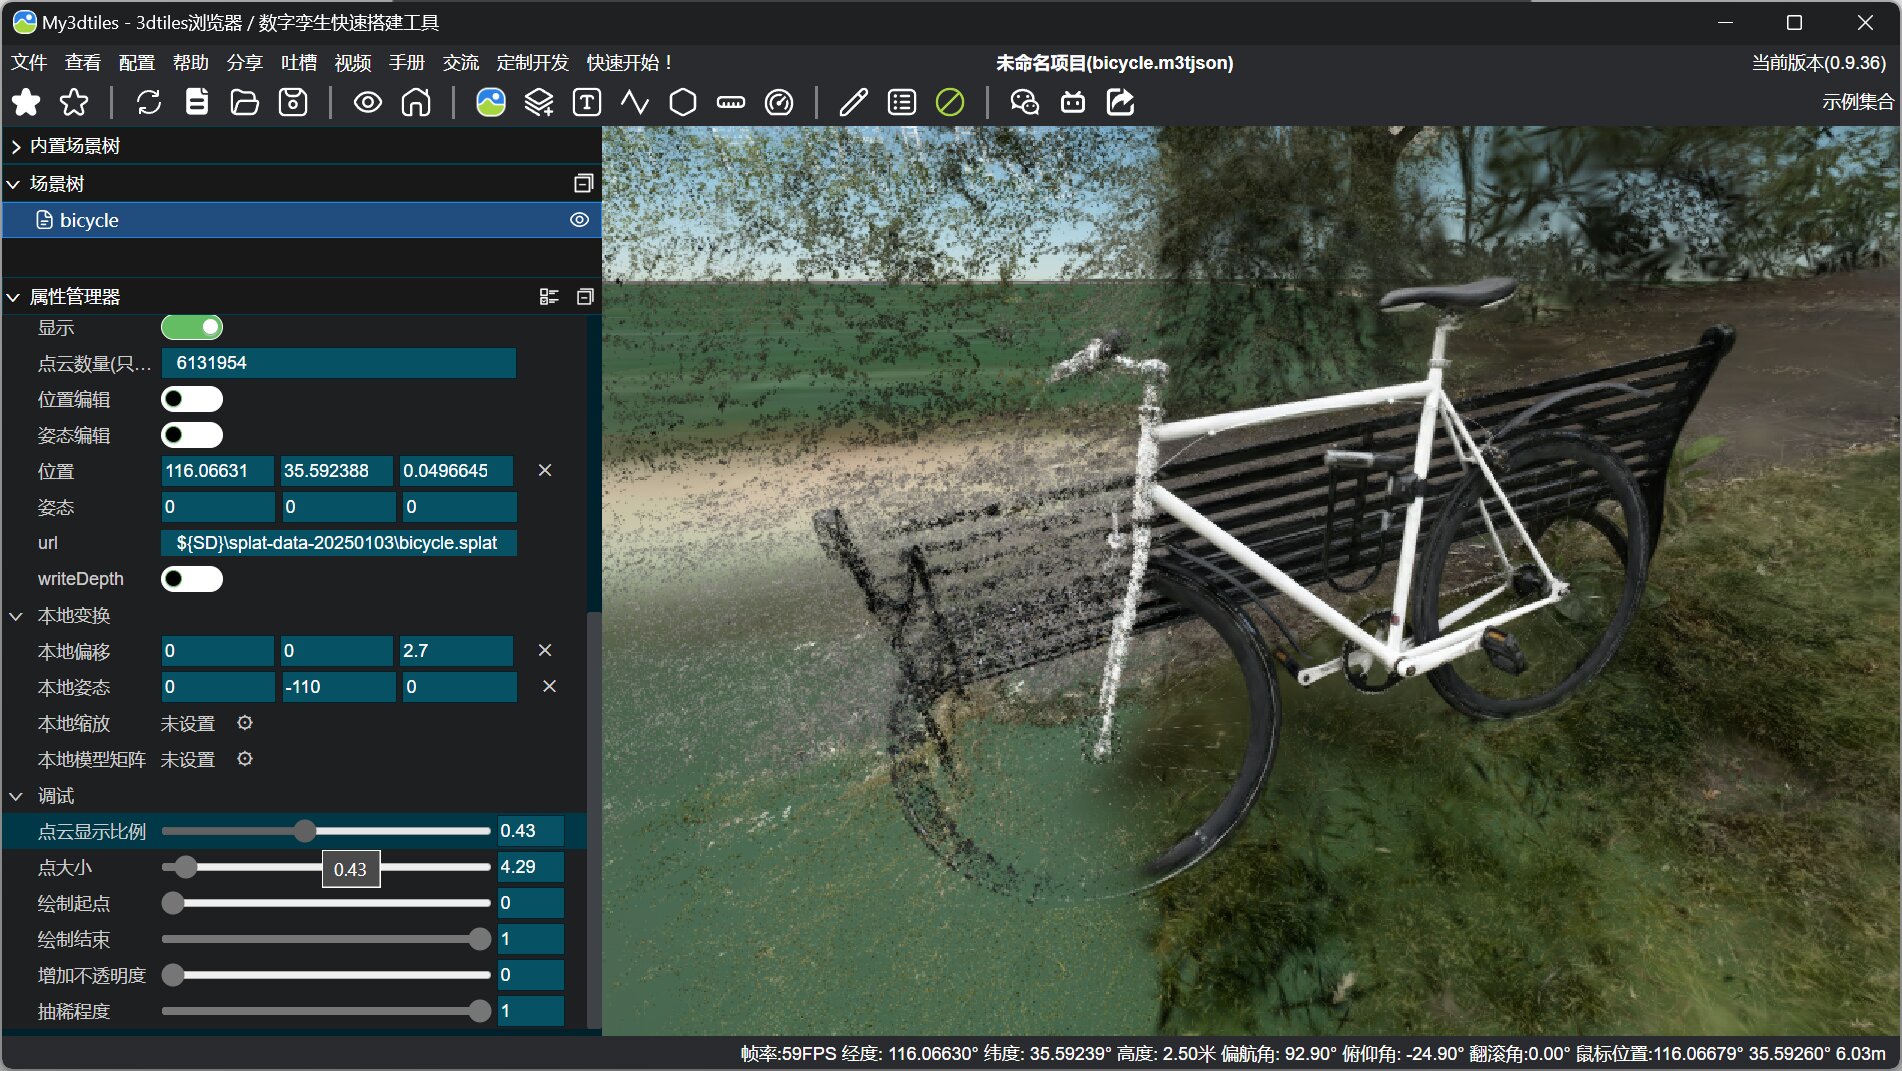 My3dtiles - 3dtiles浏览器 / 数字孪生快速搭建工具
文件 查看 配置 帮助 分享 吐槽 视频 手册 交流 定制开发 快速开始！ 未命名项目(bicycle.m3tjson) 当前版本(0.9.36)
示例集合
内置场景树
场景树
bicycle
属性管理器
显示
点云数量(只... 6131954
位置编辑
姿态编辑
位置 116.06631 35.592388 0.0496645
姿态 0 0 0
url ${SD}\splat-data-20250103\bicycle.splat
writeDepth
本地变换
本地偏移 0 0 2.7
本地姿态 0 -110 0
本地缩放 未设置
本地模型矩阵 未设置
调试
点云显示比例 0.43
点大小 0.43 4.29
绘制起点 0
绘制结束 1
增加不透明度 0
抽稀程度 1
帧率:59FPS 经度: 116.06630° 纬度: 35.59239° 高度: 2.50米 偏航角: 92.90° 俯仰角: -24.90° 翻滚角:0.00° 鼠标位置:116.06679° 35.59260° 6.03m